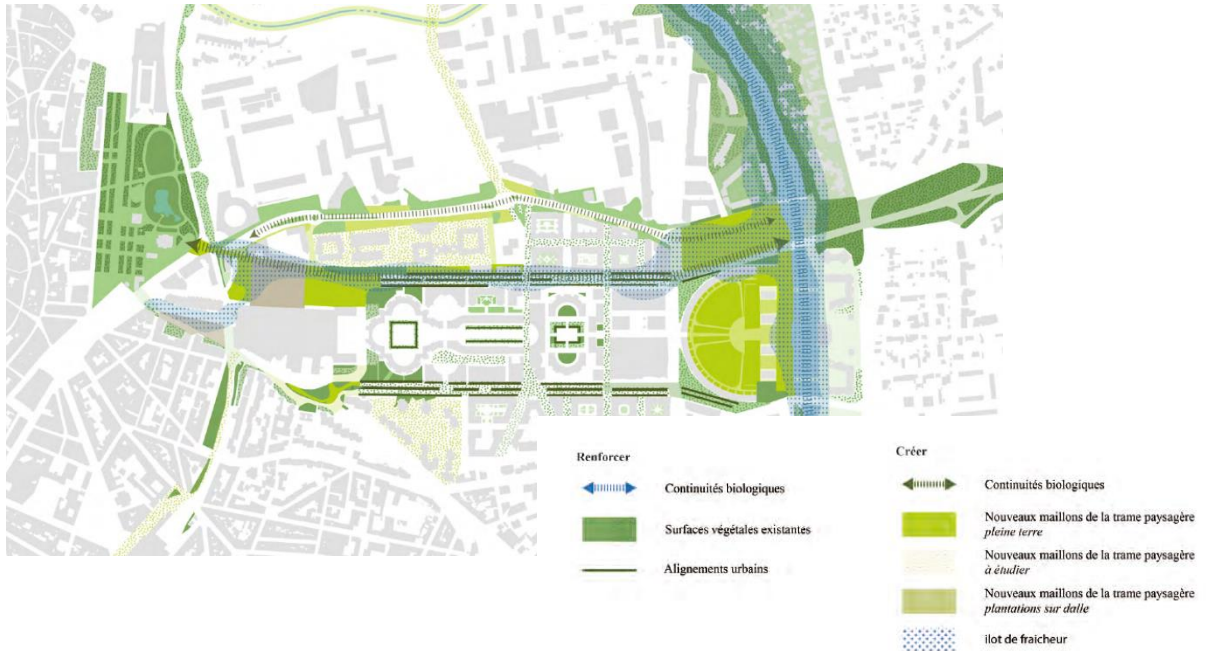 Renforcer
Continuités biologiques
Surfaces végétales existantes
Alignements urbains
Créer
Continuités biologiques
Nouveaux maillons de la trame paysagère
pleine terre
Nouveaux maillons de la trame paysagère
à étudier
Nouveaux maillons de la trame paysagère
plantations sur dalle
ilot de fraicheur